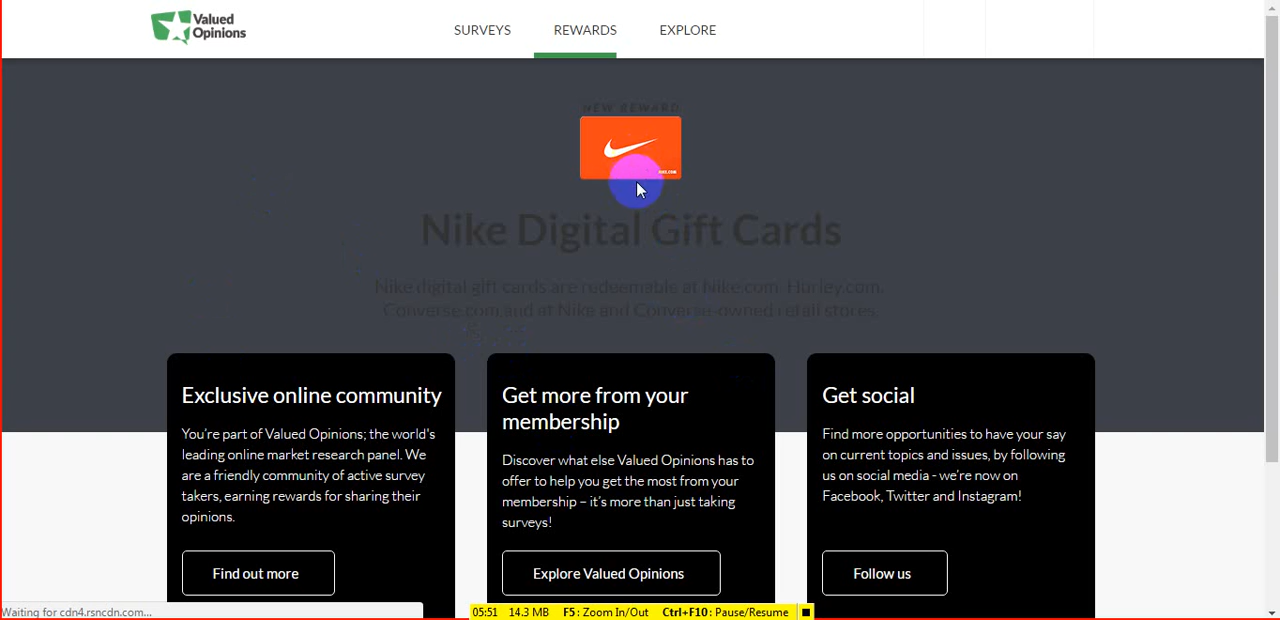 Valued
Opinions
SURVEYS
REWARDS
EXPLORE
NEW REWARD
NIKE.COM
Nike Digital Gift Cards
Nike digital gift cards are redeemable at Nike.com, Hurley.com,
Converse.com,and at Nike and Converse-owned retail stores.
Exclusive online community
You're part of Valued Opinions; the world's
leading online market research panel. We
are a friendly community of active survey
takers, earning rewards for sharing their
opinions.
Find out more
Get more from your
membership
Discover what else Valued Opinions has to
offer to help you get the most from your
membership – it's more than just taking
surveys!
Explore Valued Opinions
Get social
Find more opportunities to have your say
on current topics and issues, by following
us on social media - we're now on
Facebook, Twitter and Instagram!
Follow us
Waiting for cdn4.rsncdn.com...
05:51 14.3 MB F5: Zoom In/Out Ctrl+F10: Pause/Resume